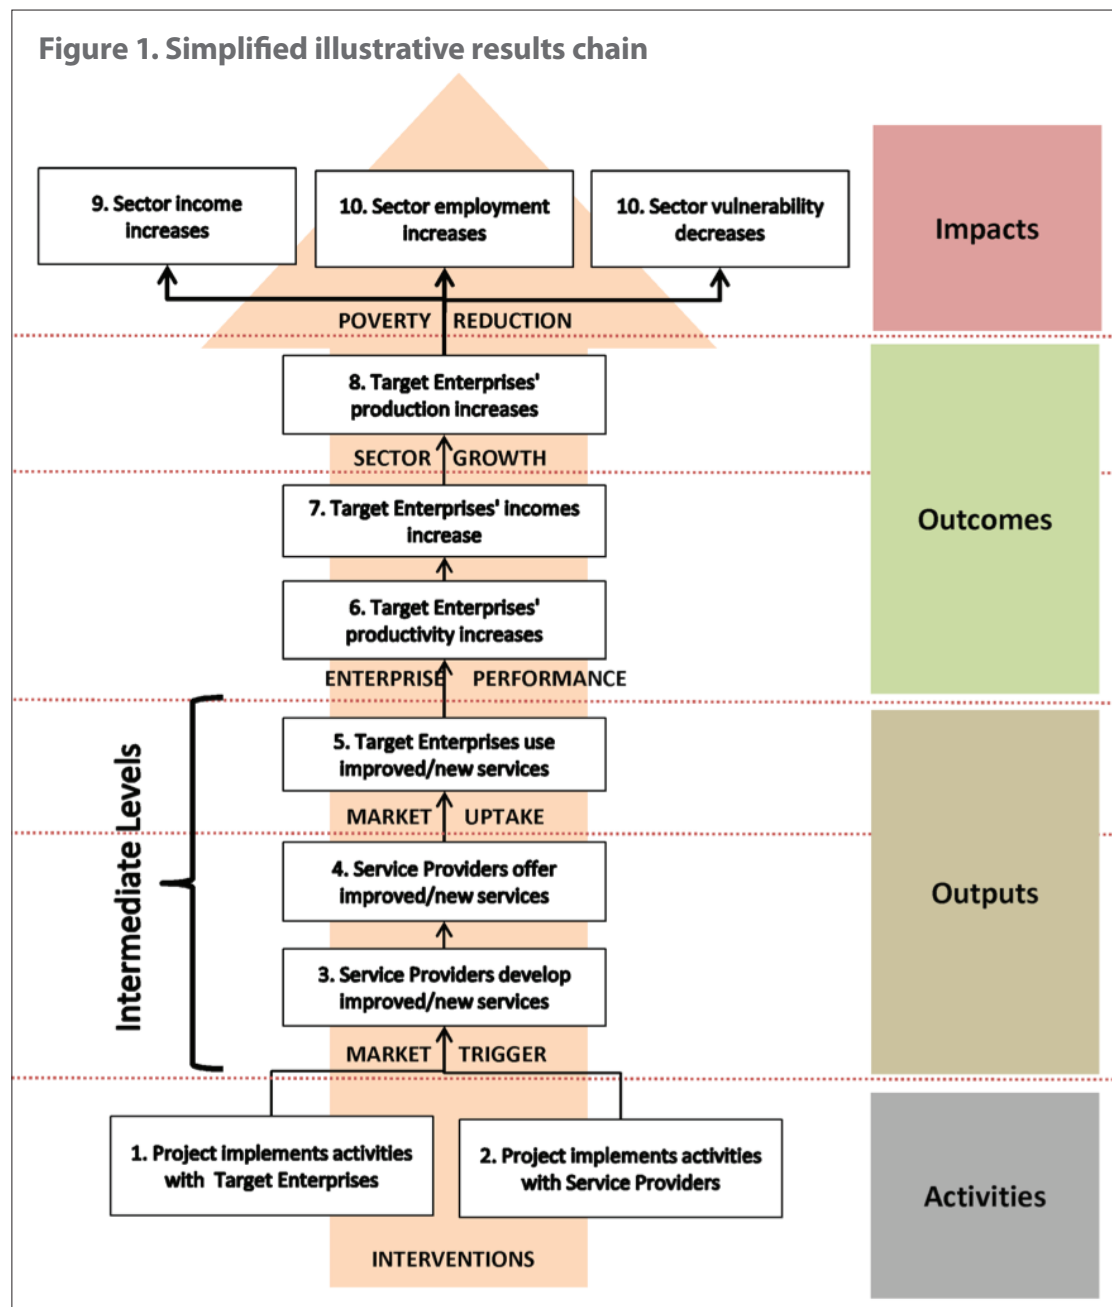 Figure 1. Simplified illustrative results chain
9. Sector income
increases
10. Sector employment
increases
10. Sector vulnerability
decreases
Impacts
POVERTY REDUCTION
8. Target Enterprises'
production increases
SECTOR GROWTH
7. Target Enterprises' incomes
increase
Outcomes
6. Target Enterprises'
productivity increases
ENTERPRISE PERFORMANCE
Intermediate Levels
5. Target Enterprises use
improved/new services
MARKET UPTAKE
4. Service Providers offer
improved/new services
Outputs
3. Service Providers develop
improved/new services
MARKET TRIGGER
1. Project implements activities
with Target Enterprises
2. Project implements activities
with Service Providers
Activities
INTERVENTIONS